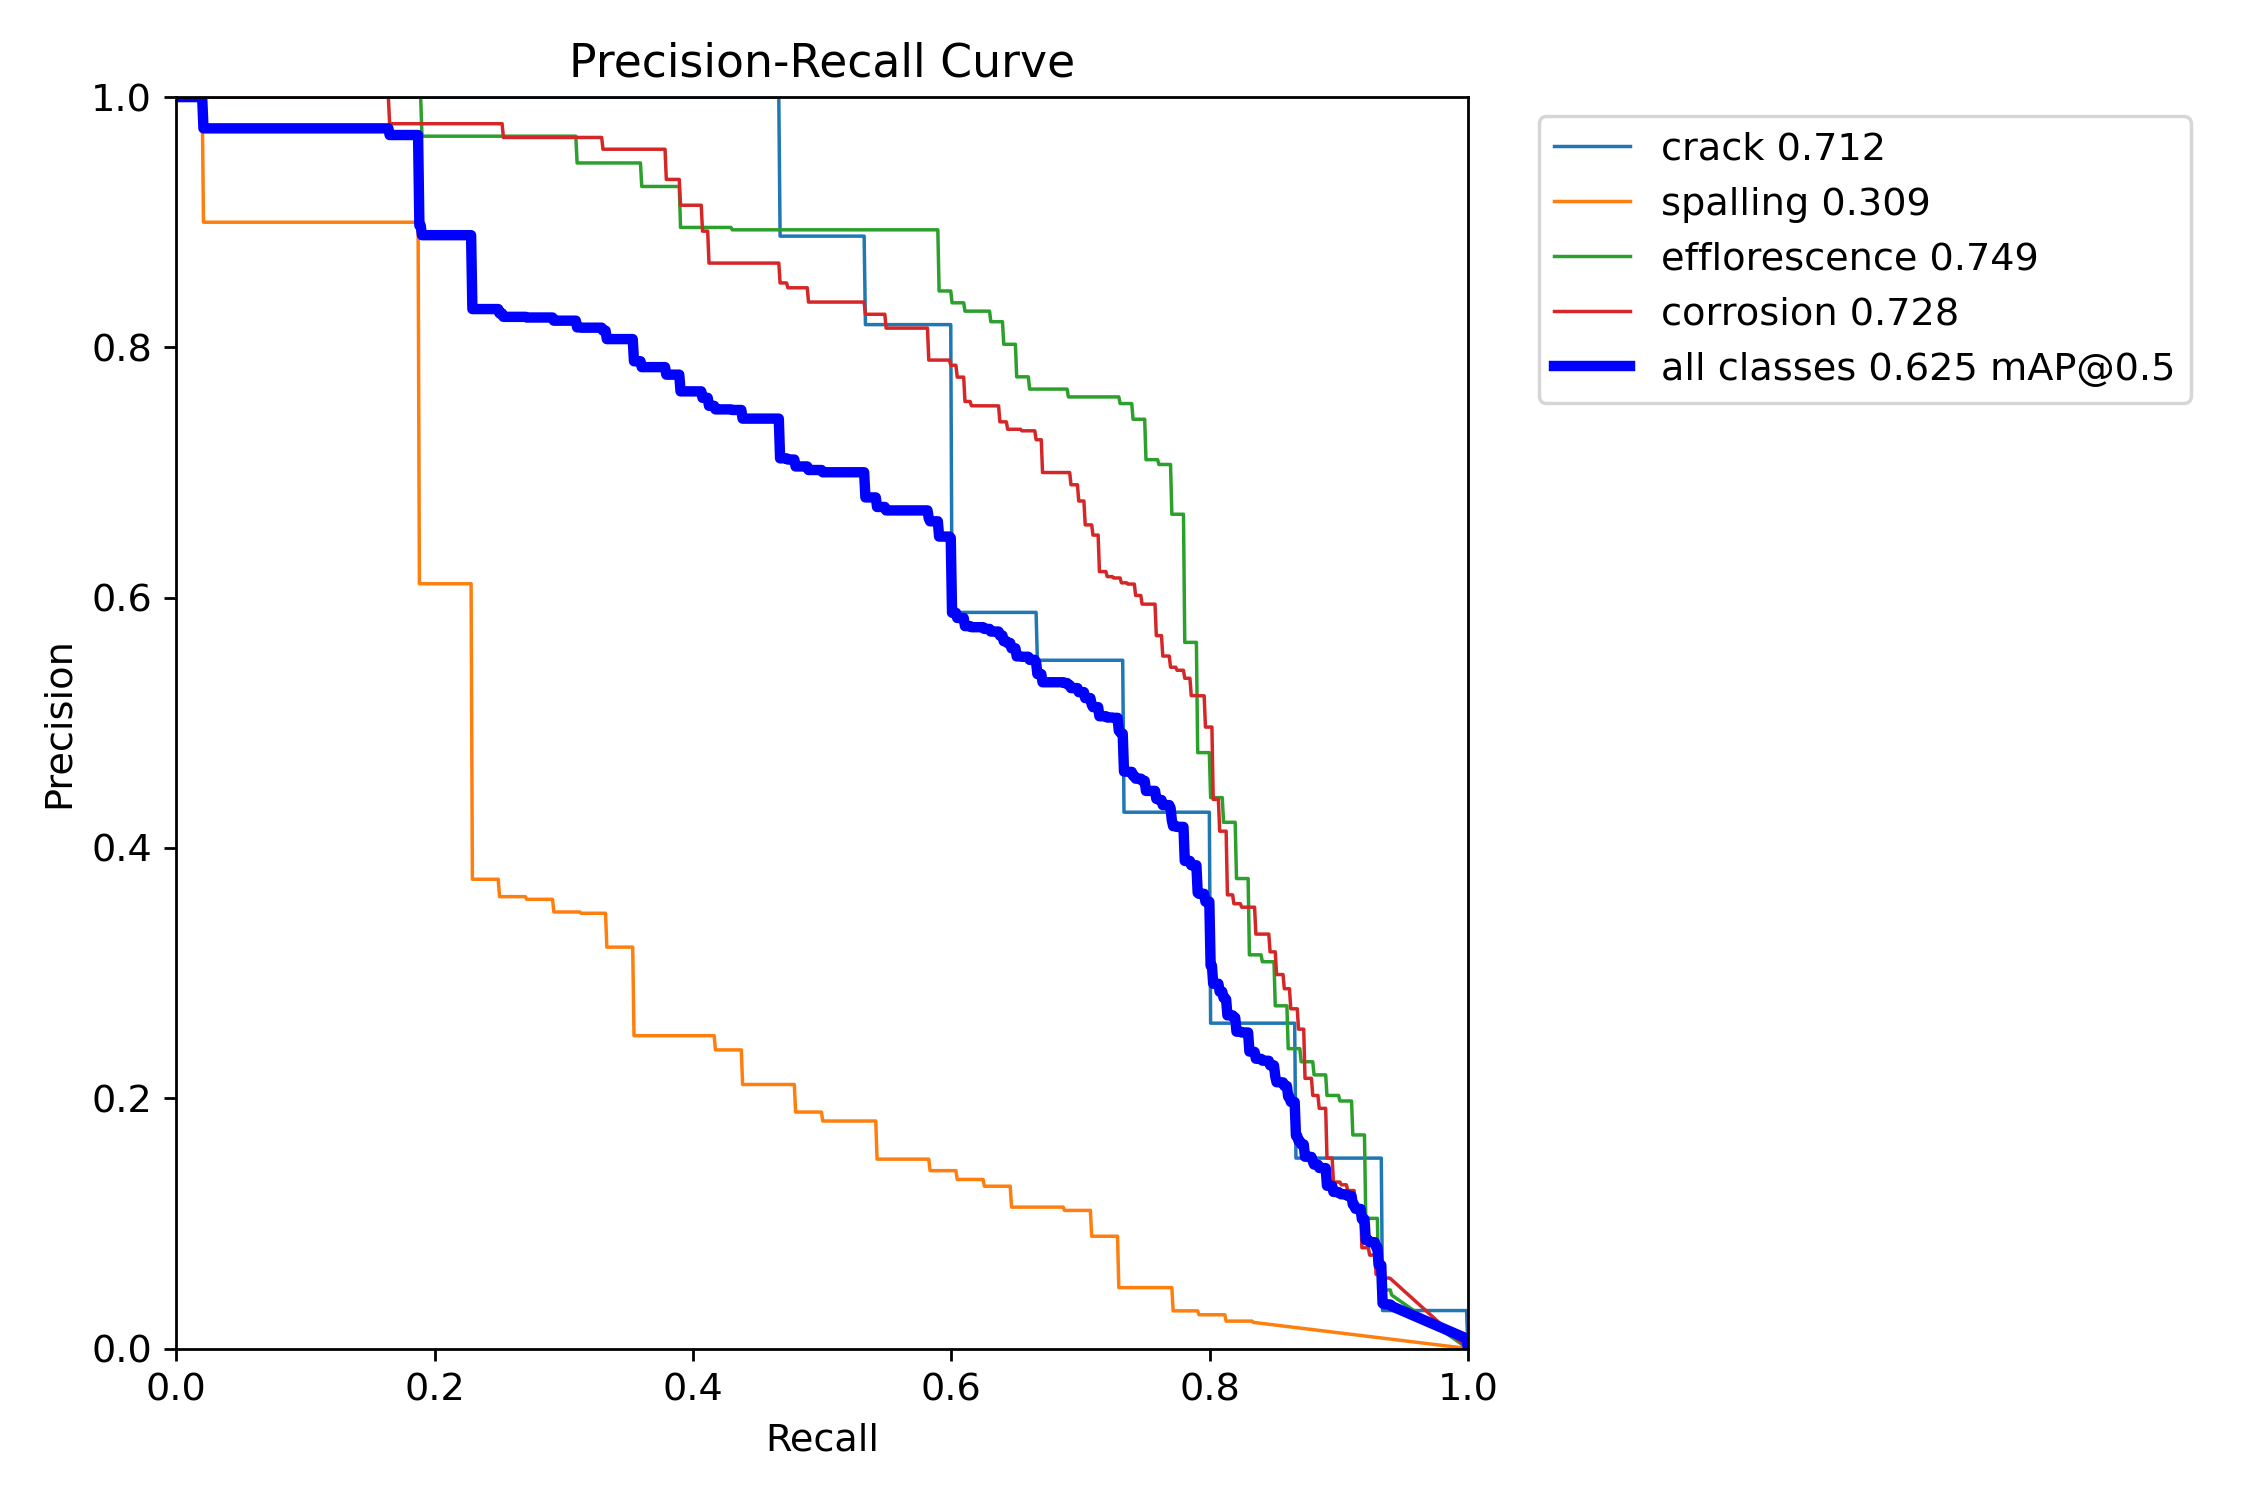 Precision-Recall Curve
1.0
0.8
0.6
0.4
0.2
0.0
Precision
0.0 0.2 0.4 0.6 0.8 1.0
Recall
crack 0.712
spalling 0.309
efflorescence 0.749
corrosion 0.728
all classes 0.625 mAP@0.5